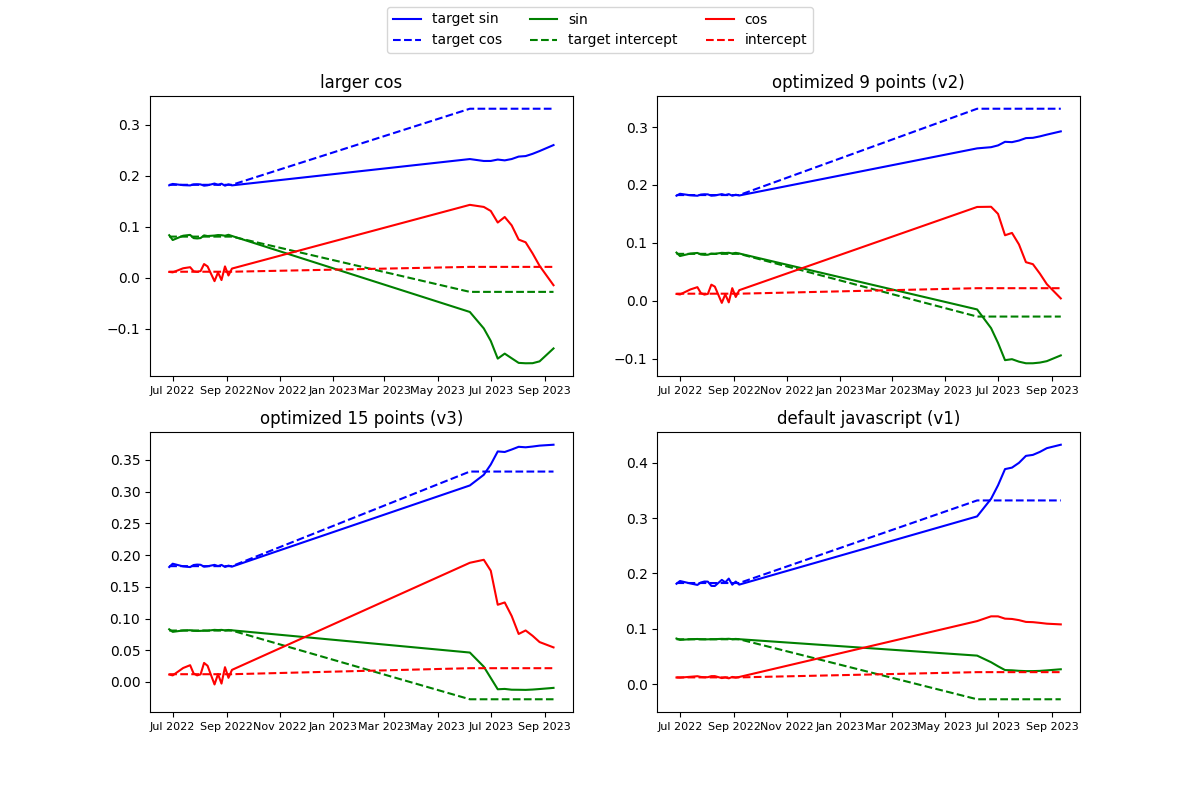 target sin sin cos
target cos target intercept intercept
larger cos
0.3
0.2
0.1
0.0
−0.1
Jul 2022 Sep 2022 Nov 2022 Jan 2023 Mar 2023 May 2023 Jul 2023 Sep 2023
optimized 9 points (v2)
0.3
0.2
0.1
0.0
−0.1
Jul 2022 Sep 2022 Nov 2022 Jan 2023 Mar 2023 May 2023 Jul 2023 Sep 2023
optimized 15 points (v3)
0.35
0.30
0.25
0.20
0.15
0.10
0.05
0.00
Jul 2022 Sep 2022 Nov 2022 Jan 2023 Mar 2023 May 2023 Jul 2023 Sep 2023
default javascript (v1)
0.4
0.3
0.2
0.1
0.0
Jul 2022 Sep 2022 Nov 2022 Jan 2023 Mar 2023 May 2023 Jul 2023 Sep 2023